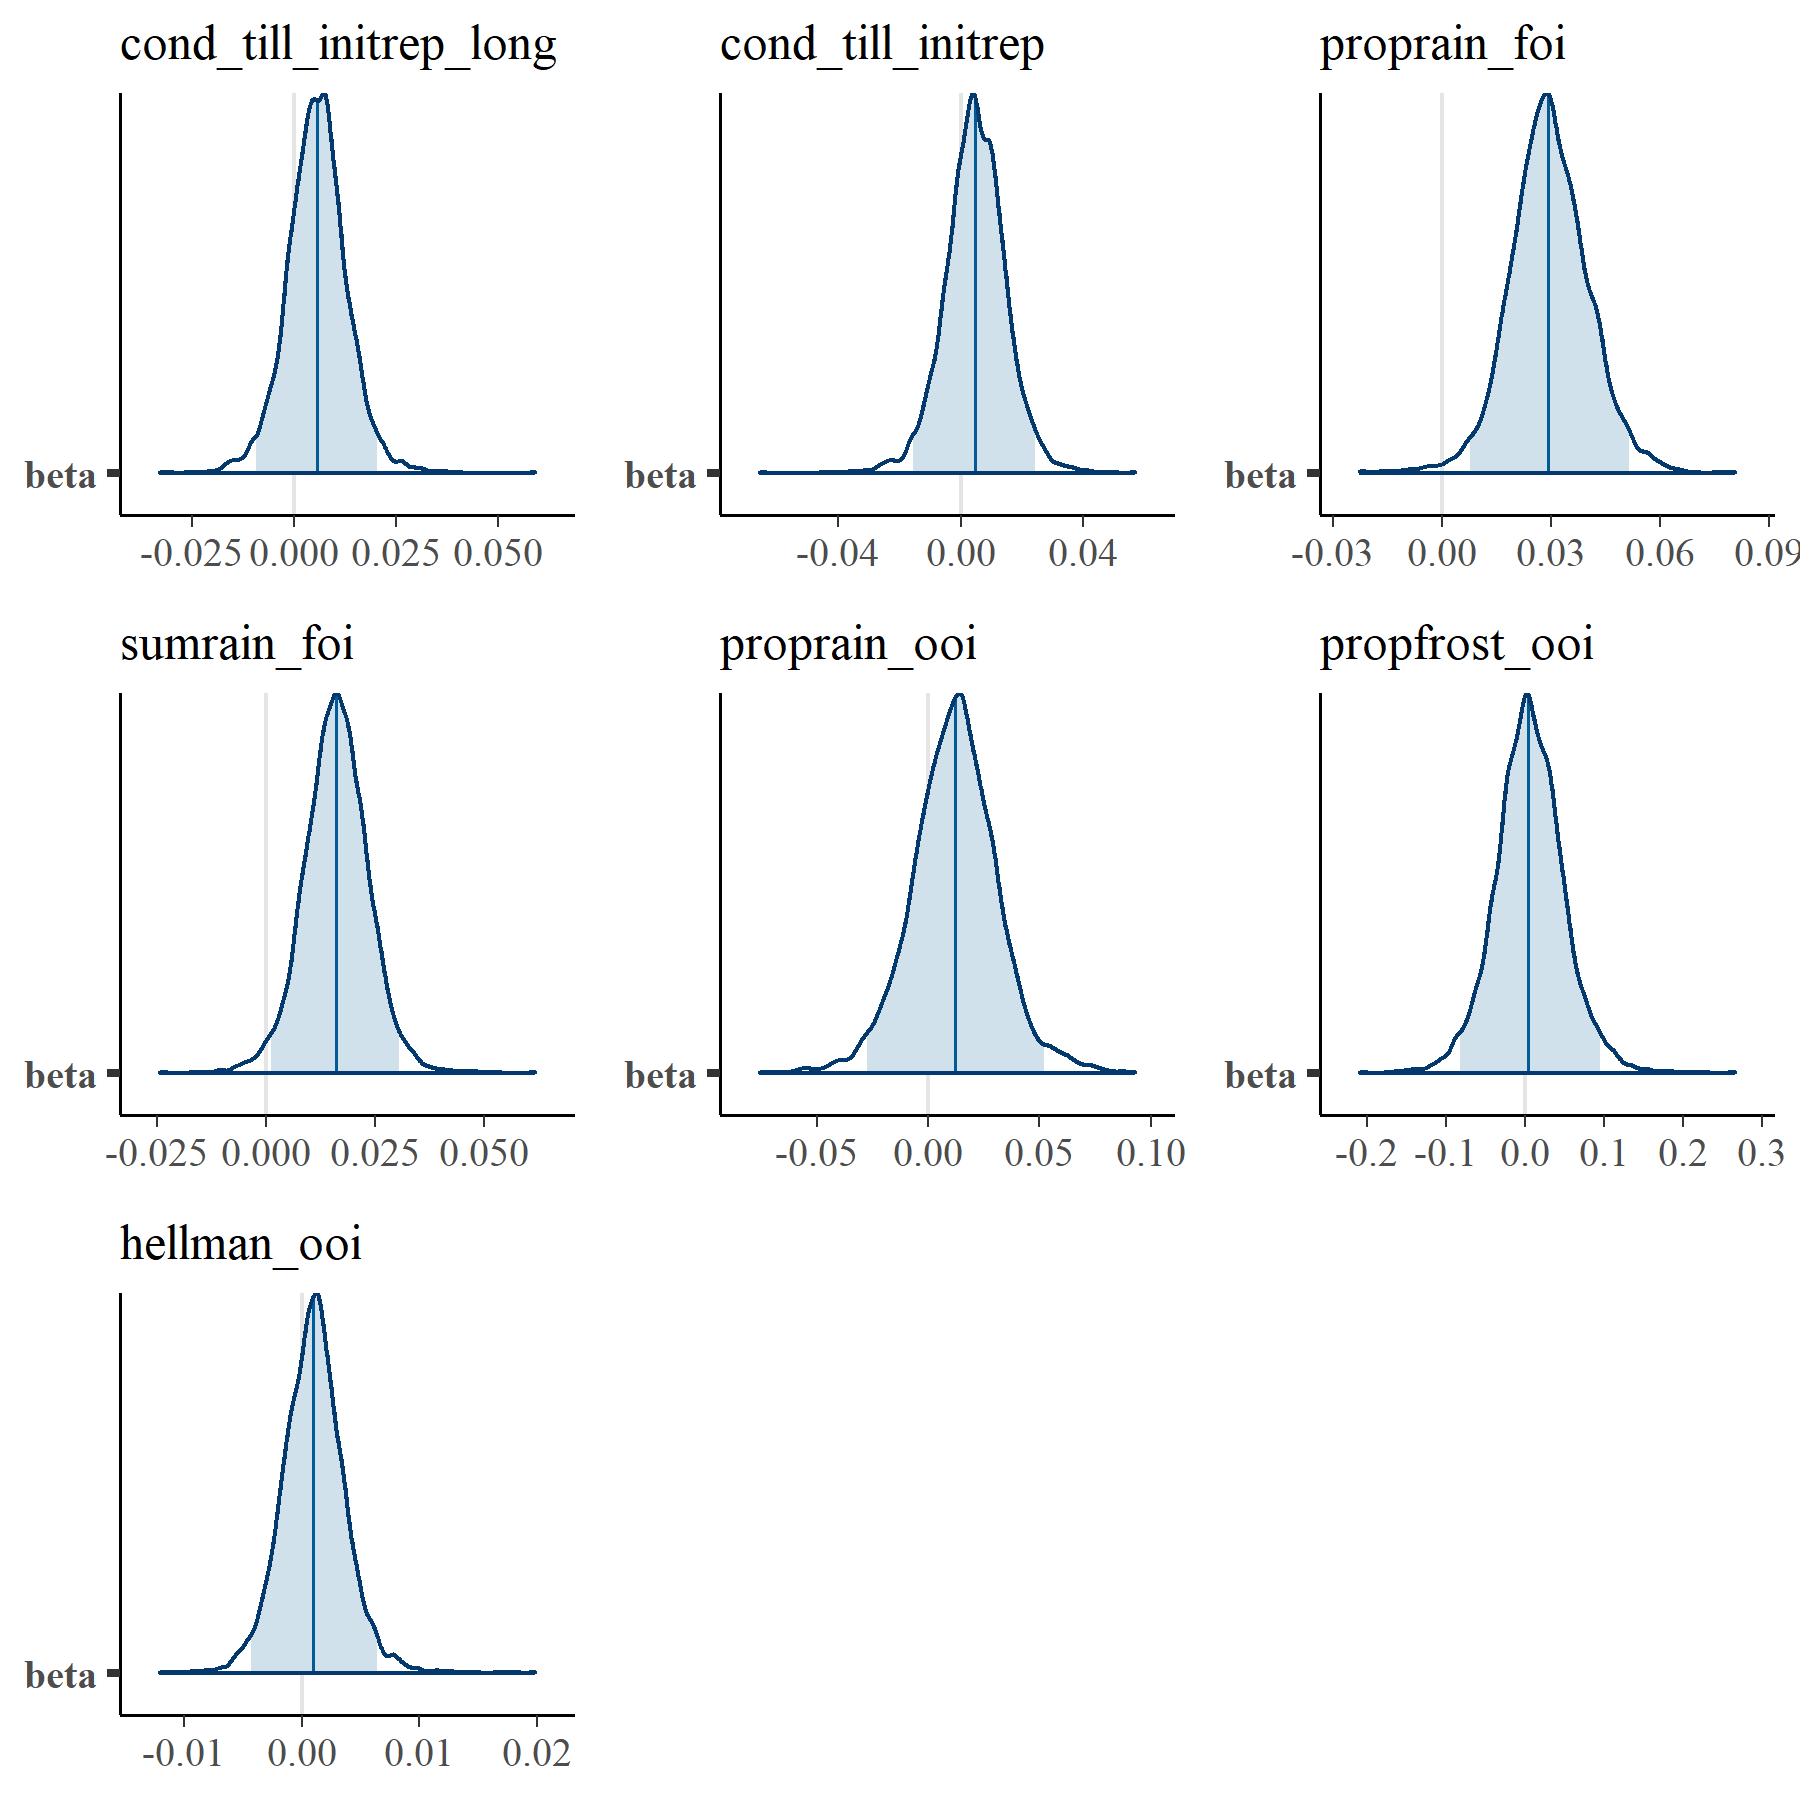 cond_till_initrep_long cond_till_initrep proprain_foi
beta beta beta
-0.025 0.000 0.025 0.050 -0.04 0.00 0.04 -0.03 0.00 0.03 0.06 0.09
sumrain_foi proprain_ooi propfrost_ooi
beta beta beta
-0.025 0.000 0.025 0.050 -0.05 0.00 0.05 0.10 -0.2 -0.1 0.0 0.1 0.2 0.3
hellman_ooi
beta
-0.01 0.00 0.01 0.02